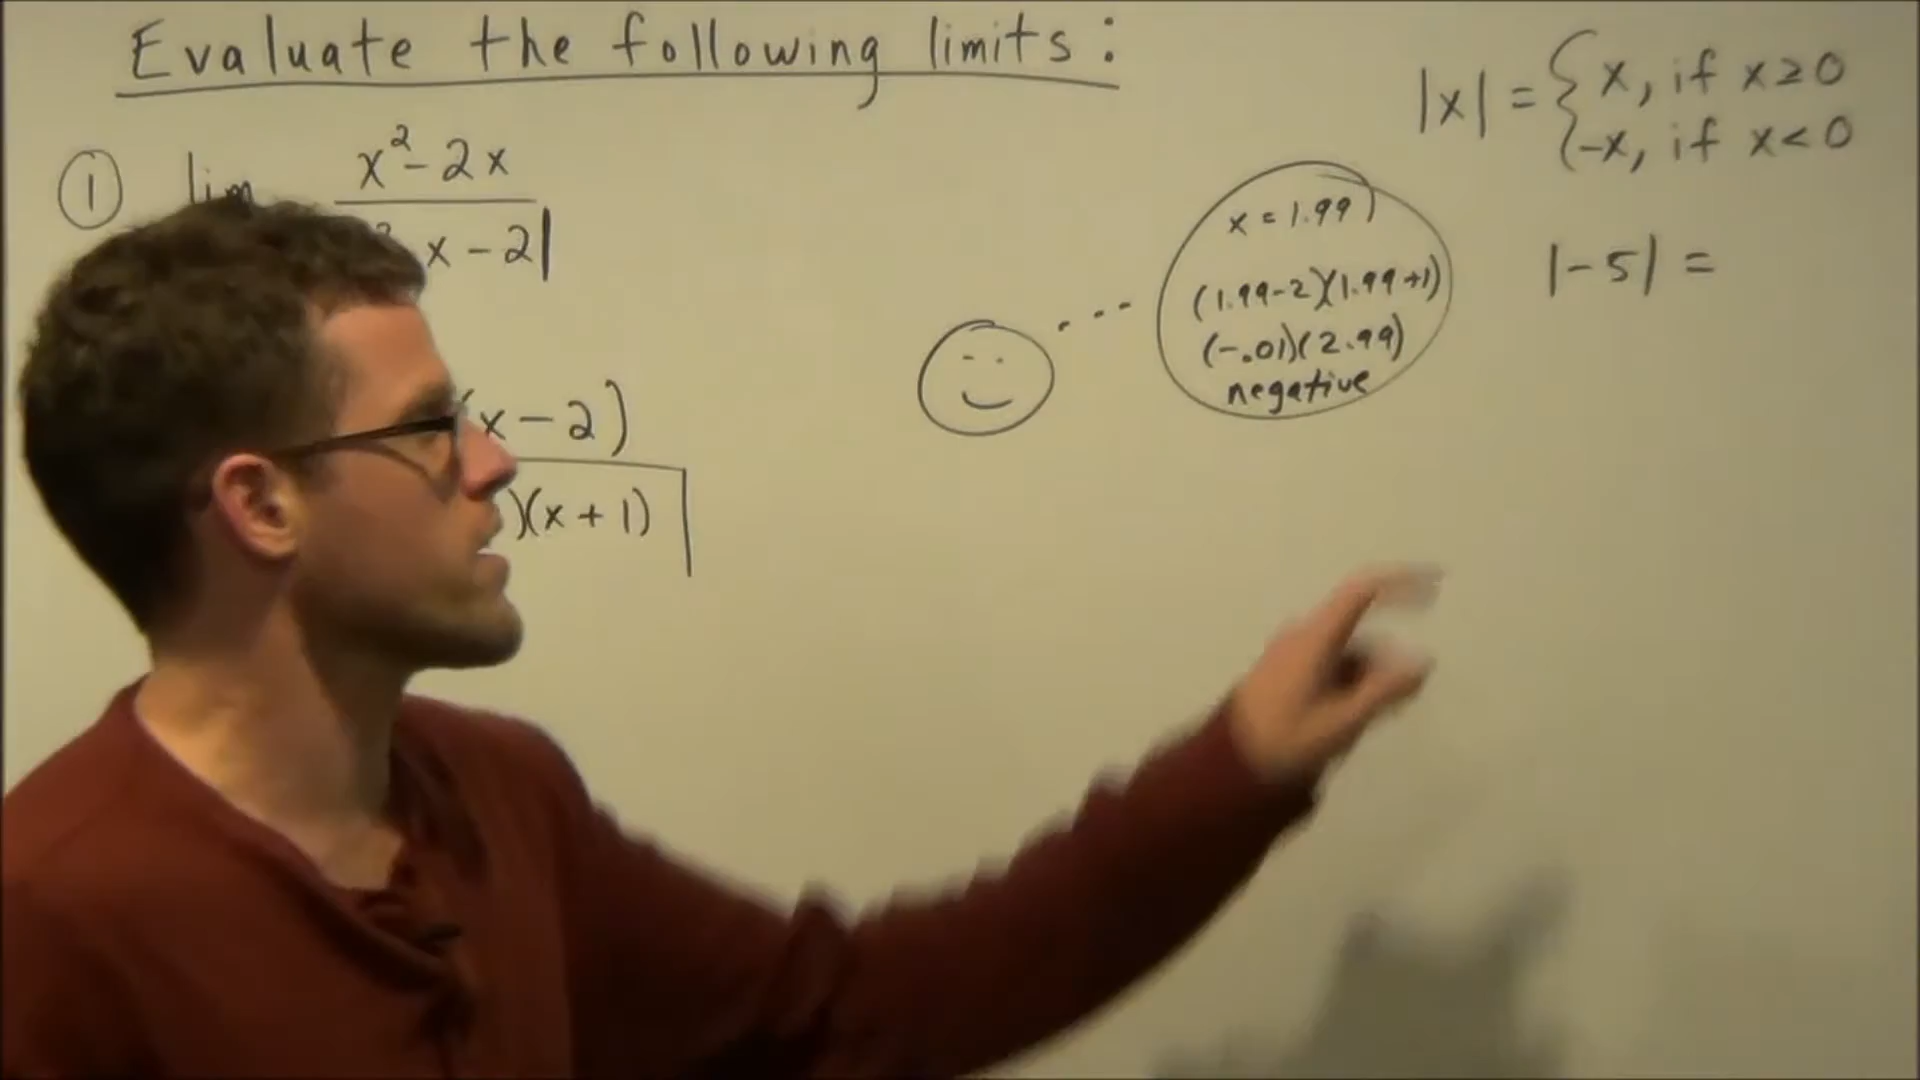 Evaluate the following limits:
① lim x² - 2x
x - 2|
x - 2)
)(x + 1)
x = 1.99
(1.99-2)(1.99+1)
(-.01)(2.99)
negative
|x| = { x, if x ≥ 0
-x, if x < 0
|-5| =